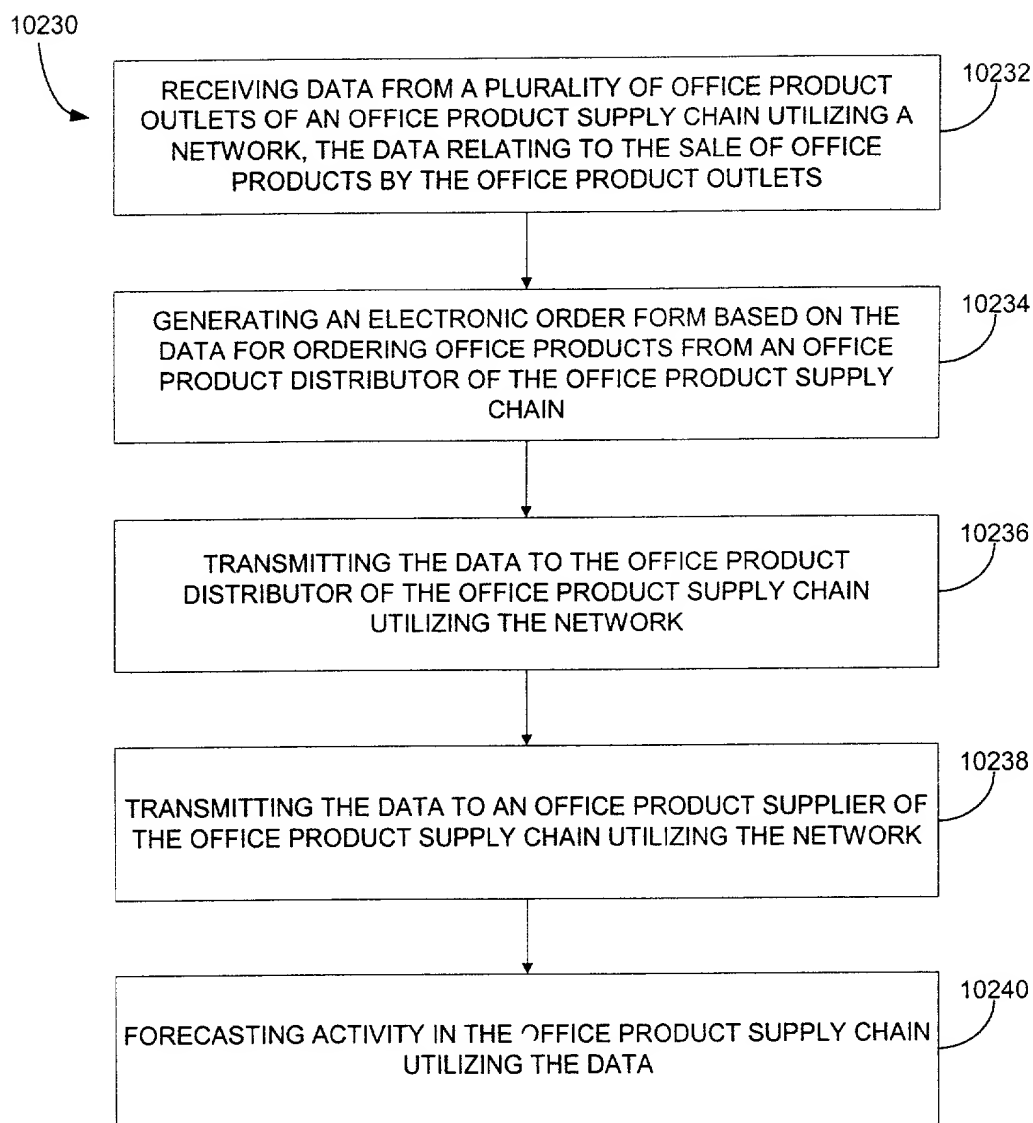 10230
RECEIVING DATA FROM A PLURALITY OF OFFICE PRODUCT
OUTLETS OF AN OFFICE PRODUCT SUPPLY CHAIN UTILIZING A
NETWORK, THE DATA RELATING TO THE SALE OF OFFICE
PRODUCTS BY THE OFFICE PRODUCT OUTLETS
10232
GENERATING AN ELECTRONIC ORDER FORM BASED ON THE
DATA FOR ORDERING OFFICE PRODUCTS FROM AN OFFICE
PRODUCT DISTRIBUTOR OF THE OFFICE PRODUCT SUPPLY
CHAIN
10234
TRANSMITTING THE DATA TO THE OFFICE PRODUCT
DISTRIBUTOR OF THE OFFICE PRODUCT SUPPLY CHAIN
UTILIZING THE NETWORK
10236
TRANSMITTING THE DATA TO AN OFFICE PRODUCT SUPPLIER OF
THE OFFICE PRODUCT SUPPLY CHAIN UTILIZING THE NETWORK
10238
FORECASTING ACTIVITY IN THE OFFICE PRODUCT SUPPLY CHAIN
UTILIZING THE DATA
10240